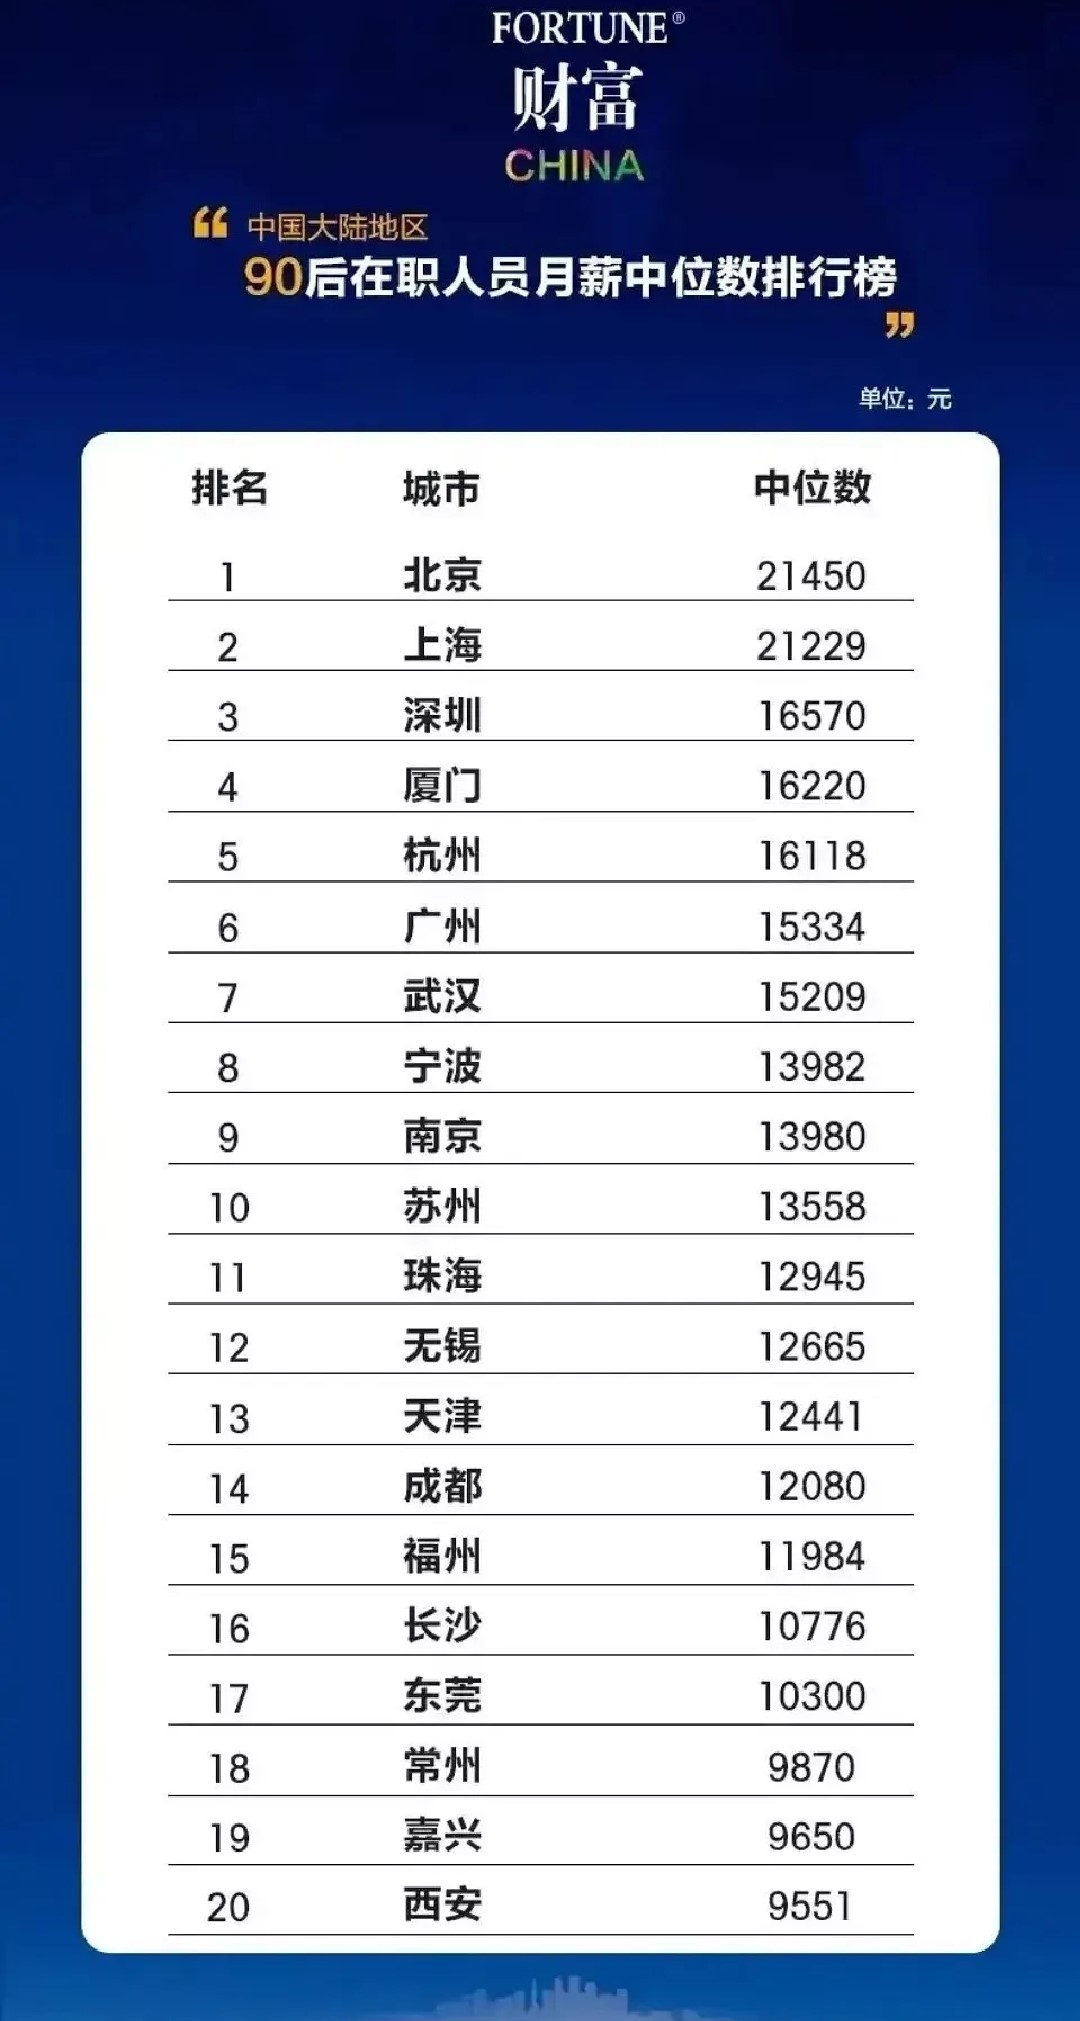 FORTUNE®
财富
CHINA
“ 中国大陆地区
90后在职人员月薪中位数排行榜
”
单位：元
排名 城市 中位数
1 北京 21450
2 上海 21229
3 深圳 16570
4 厦门 16220
5 杭州 16118
6 广州 15334
7 武汉 15209
8 宁波 13982
9 南京 13980
10 苏州 13558
11 珠海 12945
12 无锡 12665
13 天津 12441
14 成都 12080
15 福州 11984
16 长沙 10776
17 东莞 10300
18 常州 9870
19 嘉兴 9650
20 西安 9551